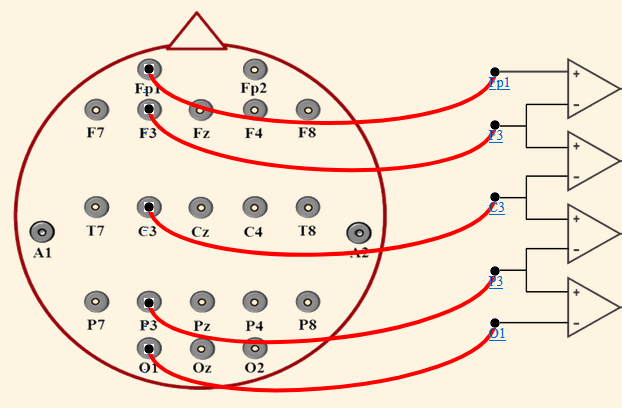 Fp1 Fp2 Fp1
+
−
F7 F3 Fz F4 F8 F3
+
−
C3
T7 C3 Cz C4 T8
+
A1 A2
−
P3
+
P7 P3 Pz P4 P8 O1
−
O1 Oz O2